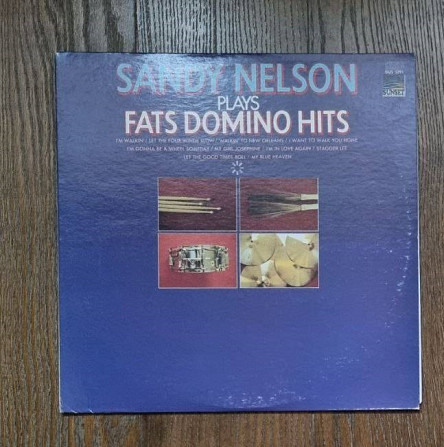 SANDY NELSON
PLAYS
FATS DOMINO HITS
I'M WALKIN' / LET THE FOUR WINDS BLOW / WALKIN' TO NEW ORLEANS / I WANT TO WALK YOU HOME
I'M GONNA BE A WHEEL SOMEDAY / MY GIRL JOSEPHINE / I'M IN LOVE AGAIN / STAGGER LEE
LET THE GOOD TIMES ROLL / MY BLUE HEAVEN
SUNSET